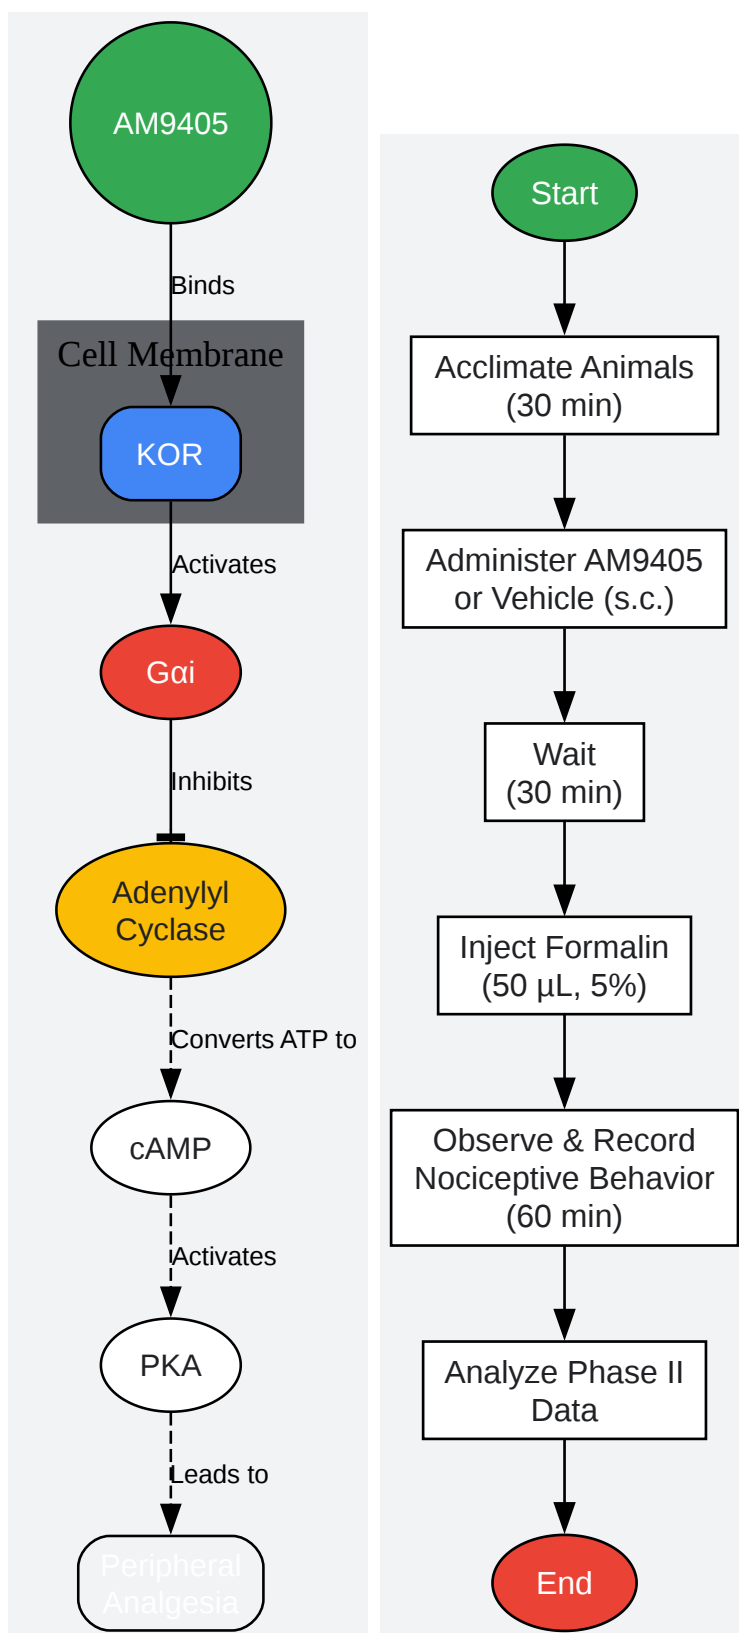 AM9405
Binds
Cell Membrane
KOR
Activates
Gαi
Inhibits
Adenylyl
Cyclase
Converts ATP to
cAMP
Activates
PKA
Leads to
Peripheral
Analgesia
Start
Acclimate Animals
(30 min)
Administer AM9405
or Vehicle (s.c.)
Wait
(30 min)
Inject Formalin
(50 µL, 5%)
Observe & Record
Nociceptive Behavior
(60 min)
Analyze Phase II
Data
End